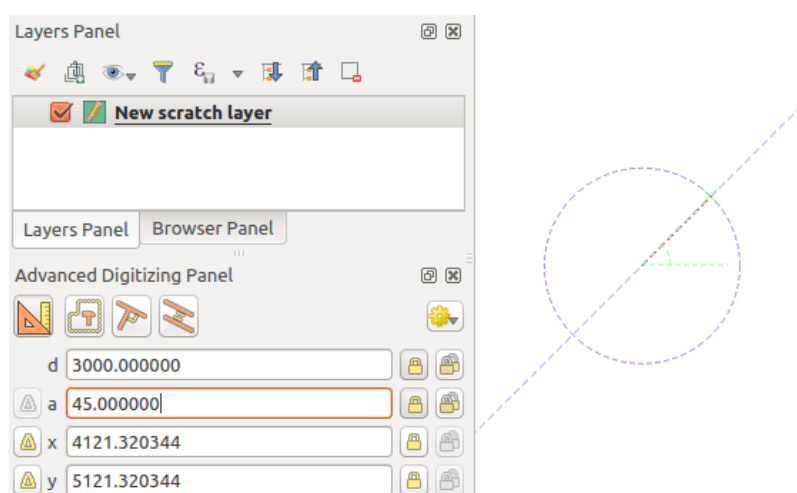 Layers Panel
New scratch layer
Layers Panel Browser Panel
Advanced Digitizing Panel
d 3000.000000
a 45.000000
x 4121.320344
y 5121.320344